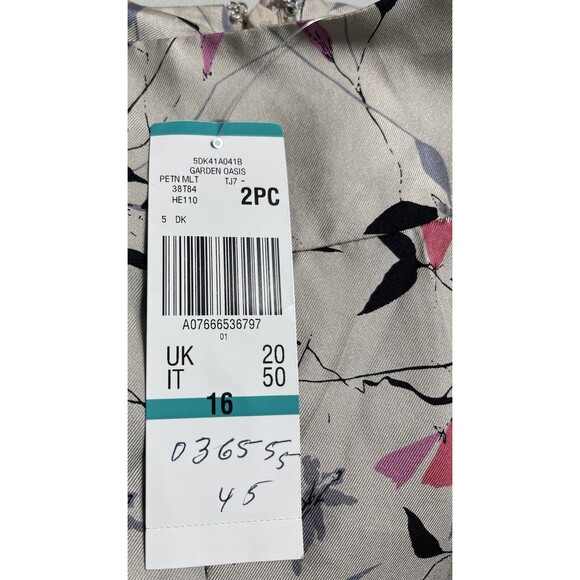 5DK41A041B
GARDEN OASIS
PETN MLT TJ7 -
38T84
HE110 2PC
5 DK
A07666536797
01
UK 20
IT 50
16
036555
45